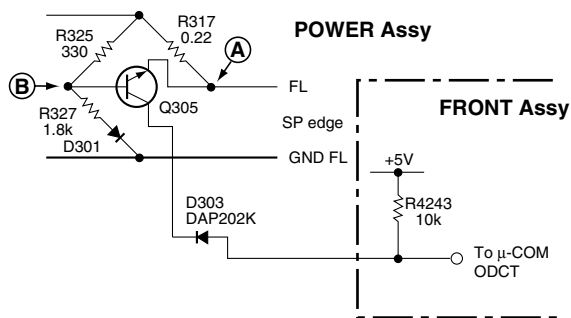 R325
330
R317
0.22
A
POWER Assy
B
Q305
FL
R327
1.8k
D301
SP edge
GND FL
FRONT Assy
+5V
R4243
10k
D303
DAP202K
To μ-COM
ODCT